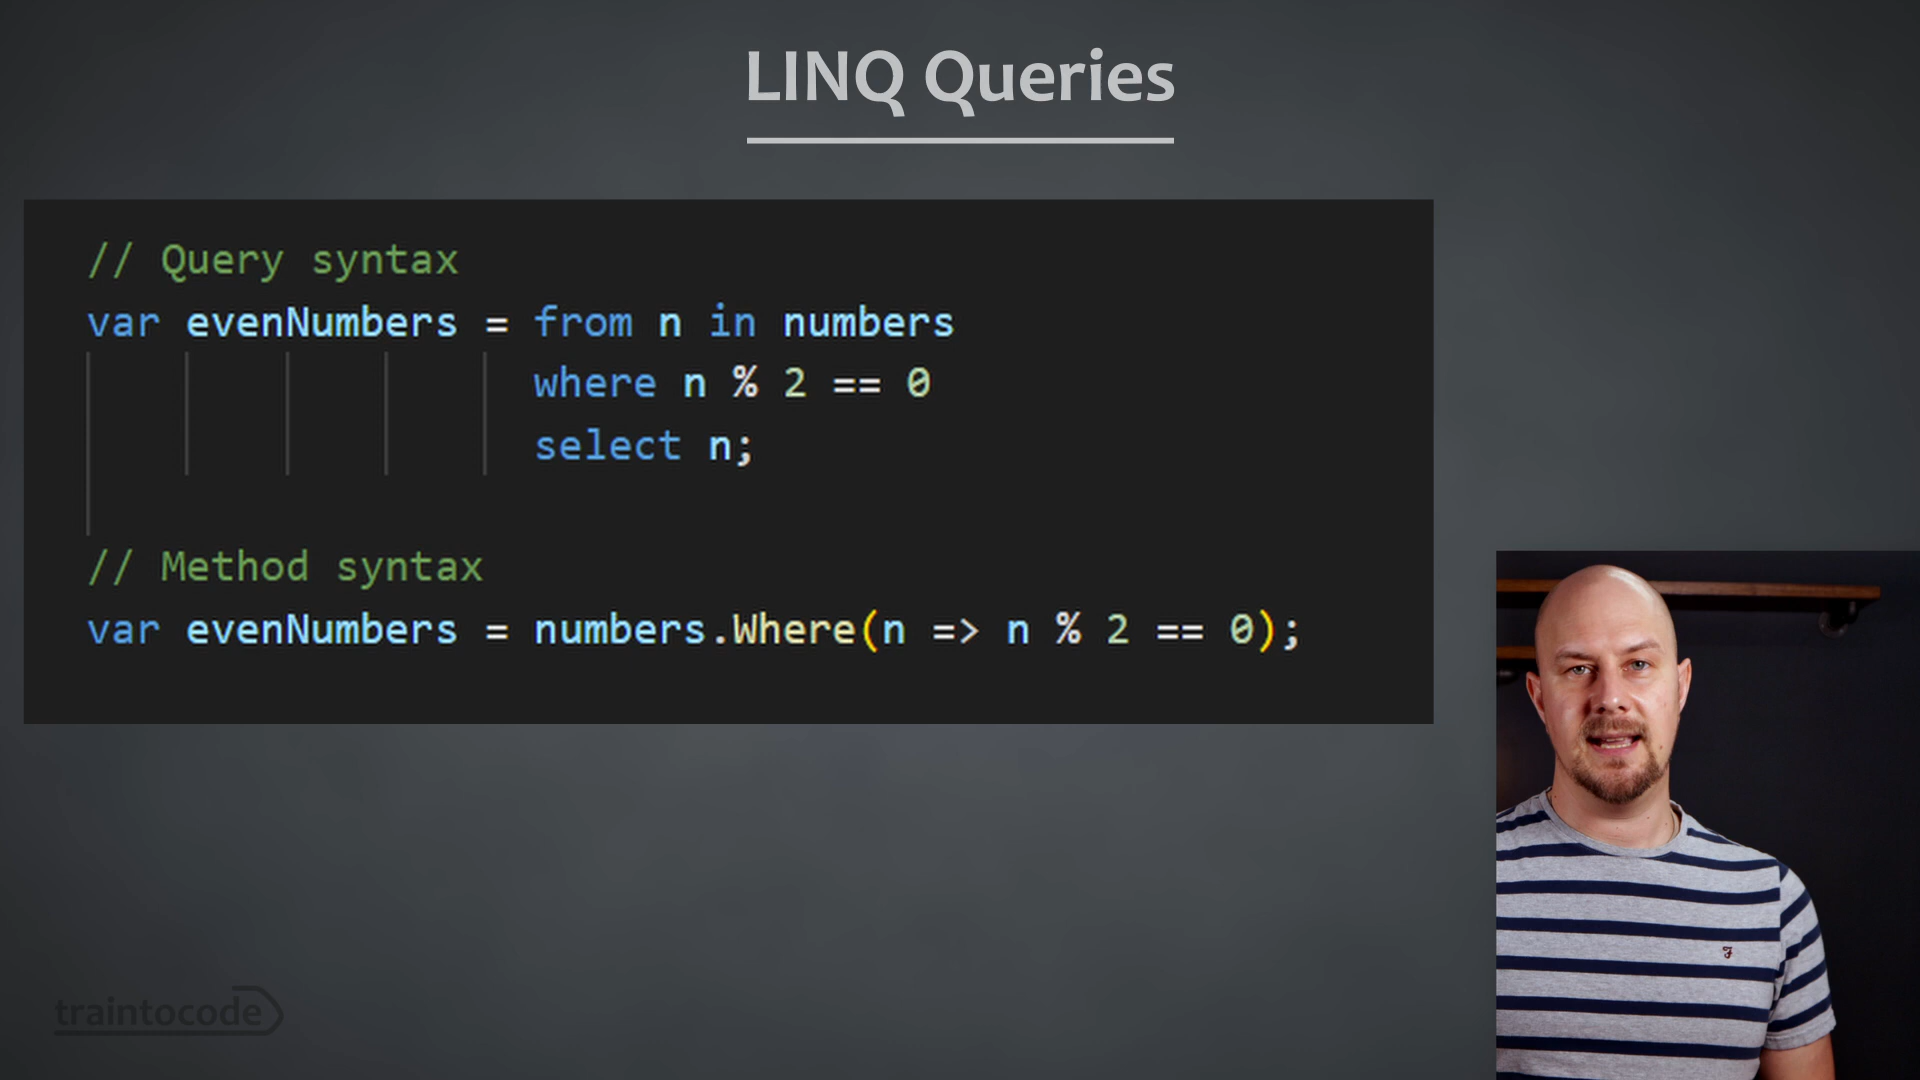 LINQ Queries
// Query syntax
var evenNumbers = from n in numbers
where n % 2 == 0
select n;
// Method syntax
var evenNumbers = numbers.Where(n => n % 2 == 0);
traintocode